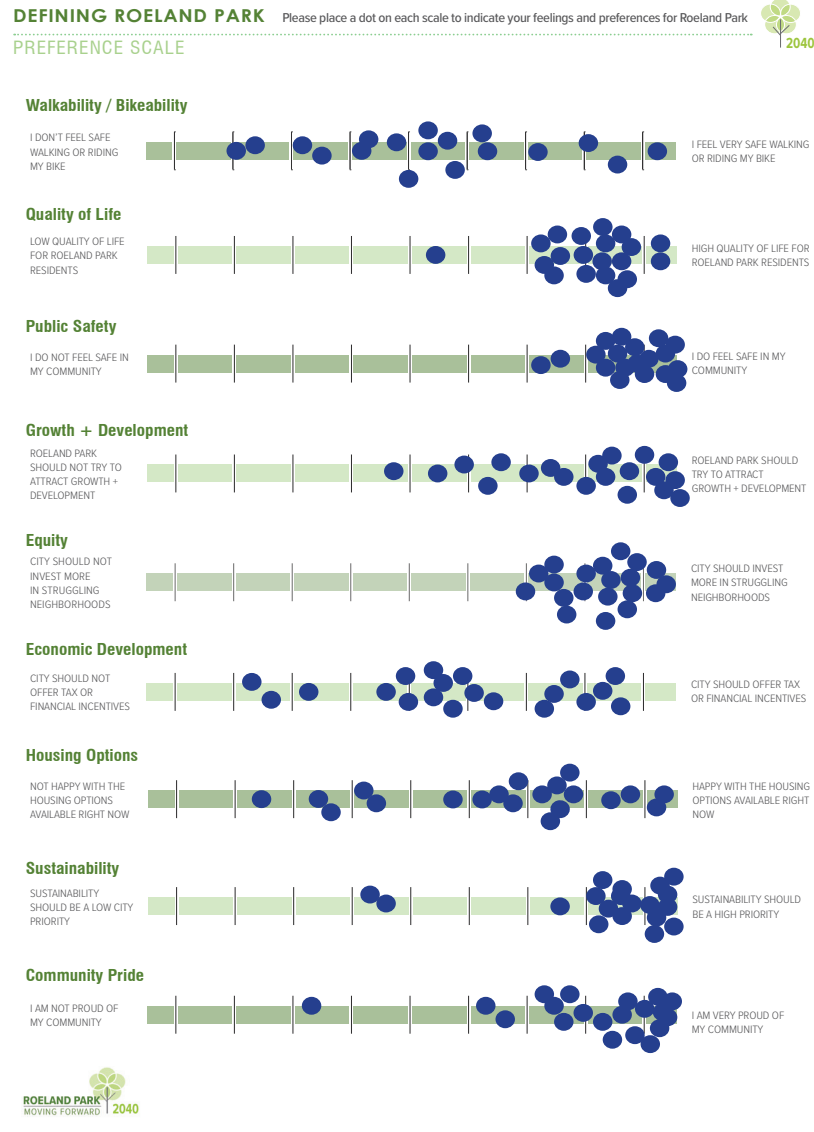 DEFINING ROELAND PARK Please place a dot on each scale to indicate your feelings and preferences for Roeland Park
2040
PREFERENCE SCALE
Walkability / Bikeability
I DON'T FEEL SAFE
WALKING OR RIDING
MY BIKE
I FEEL VERY SAFE WALKING
OR RIDING MY BIKE
Quality of Life
LOW QUALITY OF LIFE
FOR ROELAND PARK
RESIDENTS
HIGH QUALITY OF LIFE FOR
ROELAND PARK RESIDENTS
Public Safety
I DO NOT FEEL SAFE IN
MY COMMUNITY
I DO FEEL SAFE IN MY
COMMUNITY
Growth + Development
ROELAND PARK
SHOULD NOT TRY TO
ATTRACT GROWTH +
DEVELOPMENT
ROELAND PARK SHOULD
TRY TO ATTRACT
GROWTH + DEVELOPMENT
Equity
CITY SHOULD NOT
INVEST MORE
IN STRUGGLING
NEIGHBORHOODS
CITY SHOULD INVEST
MORE IN STRUGGLING
NEIGHBORHOODS
Economic Development
CITY SHOULD NOT
OFFER TAX OR
FINANCIAL INCENTIVES
CITY SHOULD OFFER TAX
OR FINANCIAL INCENTIVES
Housing Options
NOT HAPPY WITH THE
HOUSING OPTIONS
AVAILABLE RIGHT NOW
HAPPY WITH THE HOUSING
OPTIONS AVAILABLE RIGHT
NOW
Sustainability
SUSTAINABILITY
SHOULD BE A LOW CITY
PRIORITY
SUSTAINABILITY SHOULD
BE A HIGH PRIORITY
Community Pride
I AM NOT PROUD OF
MY COMMUNITY
I AM VERY PROUD OF
MY COMMUNITY
ROELAND PARK
MOVING FORWARD 2040